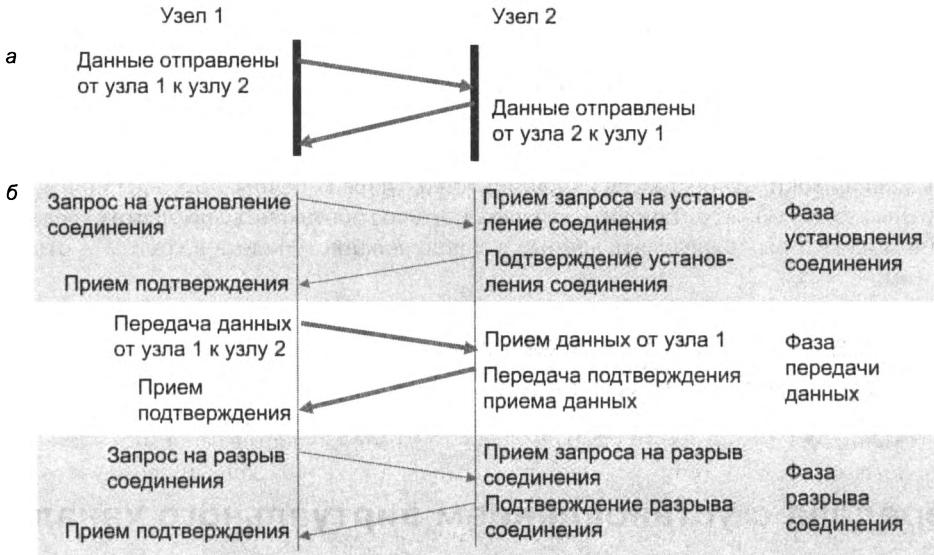 Узел 1
Узел 2
а
Данные отправлены
от узла 1 к узлу 2
Данные отправлены
от узла 2 к узлу 1
б
Запрос на установление
соединения
Прием запроса на установ-
ление соединения
Подтверждение установ-
ления соединения
Прием подтверждения
Фаза
установления
соединения
Передача данных
от узла 1 к узлу 2
Прием данных от узла 1
Передача подтверждения
приема данных
Прием
подтверждения
Фаза
передачи
данных
Запрос на разрыв
соединения
Прием запроса на разрыв
соединения
Подтверждение разрыва
соединения
Прием подтверждения
Фаза
разрыва
соединения